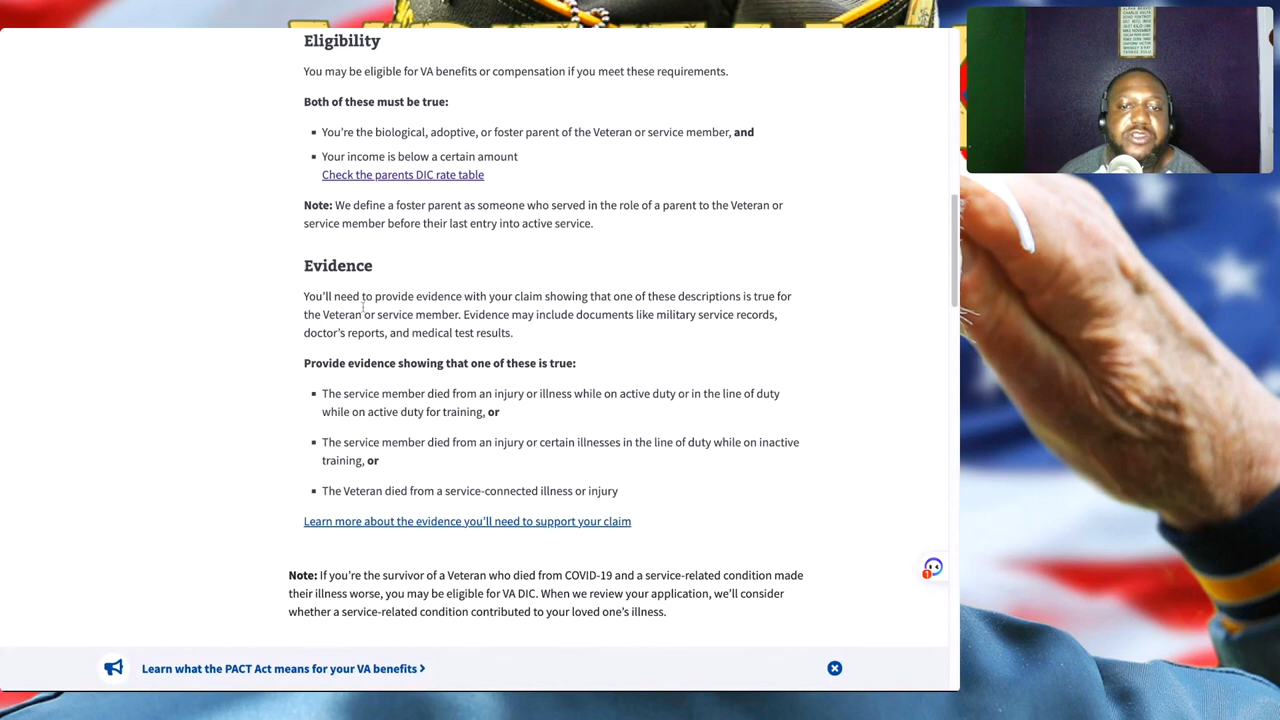 Eligibility
You may be eligible for VA benefits or compensation if you meet these requirements.
Both of these must be true:
▪ You're the biological, adoptive, or foster parent of the Veteran or service member, and
▪ Your income is below a certain amount
Check the parents DIC rate table
Note: We define a foster parent as someone who served in the role of a parent to the Veteran or
service member before their last entry into active service.
Evidence
You'll need to provide evidence with your claim showing that one of these descriptions is true for
the Veteran or service member. Evidence may include documents like military service records,
doctor's reports, and medical test results.
Provide evidence showing that one of these is true:
▪ The service member died from an injury or illness while on active duty or in the line of duty
while on active duty for training, or
▪ The service member died from an injury or certain illnesses in the line of duty while on inactive
training, or
▪ The Veteran died from a service-connected illness or injury
Learn more about the evidence you'll need to support your claim
Note: If you're the survivor of a Veteran who died from COVID-19 and a service-related condition made
their illness worse, you may be eligible for VA DIC. When we review your application, we'll consider
whether a service-related condition contributed to your loved one's illness.
1
Learn what the PACT Act means for your VA benefits